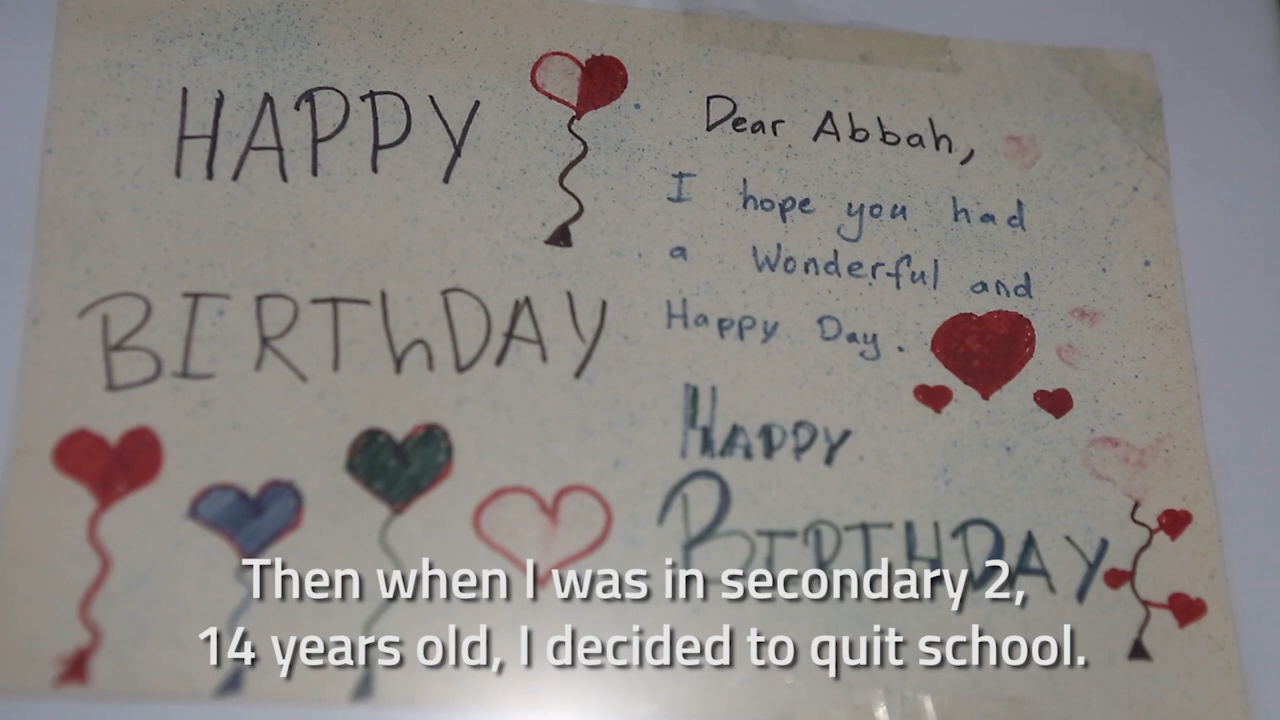 HAPPY
BIRThDAY
Dear Abbah,
I hope you had
a Wonderful and
Happy Day.
HAPPY
BIRTHDAY
Then when I was in secondary 2,
14 years old, I decided to quit school.